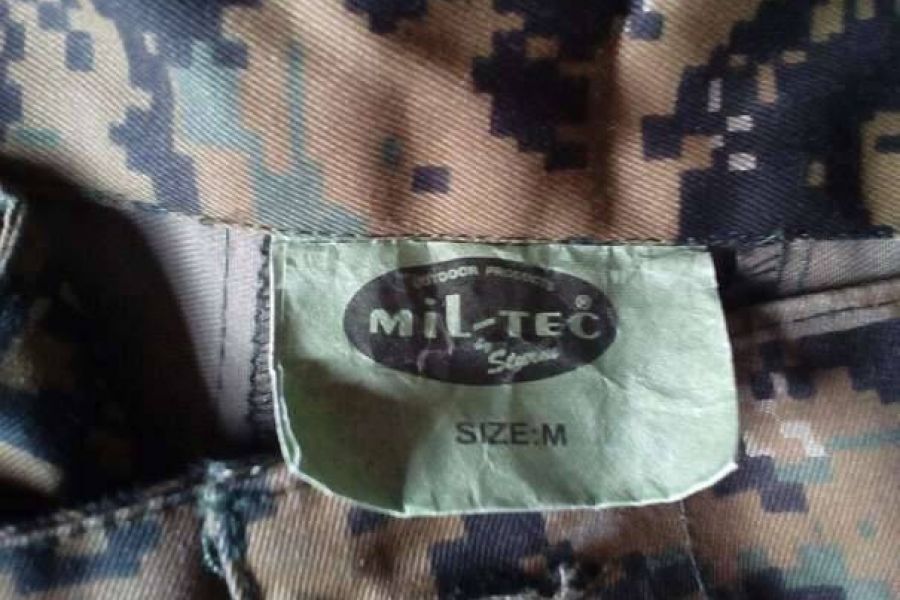 OUTDOOR PRODUCTS
MiL-TEC®
by Sturm
SIZE:M